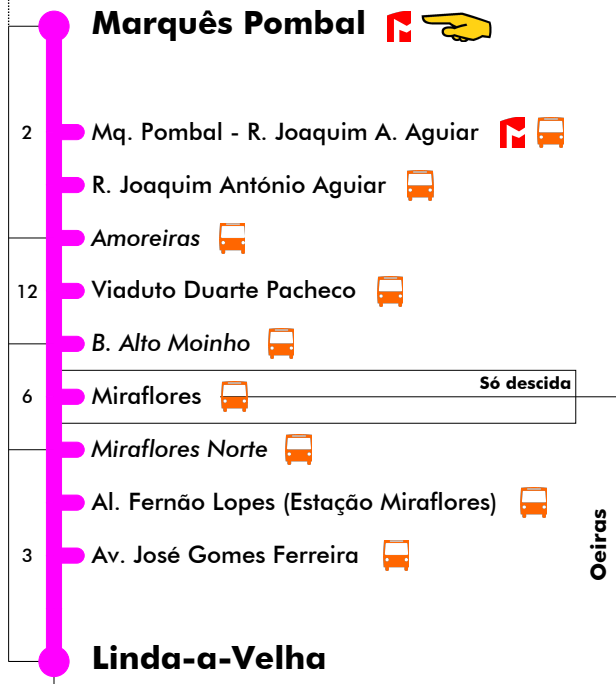 Marquês Pombal
2
Mq. Pombal - R. Joaquim A. Aguiar
R. Joaquim António Aguiar
Amoreiras
12
Viaduto Duarte Pacheco
B. Alto Moinho
Só descida
6
Miraflores
Miraflores Norte
Al. Fernão Lopes (Estação Miraflores)
3
Av. José Gomes Ferreira
Oeiras
Linda-a-Velha